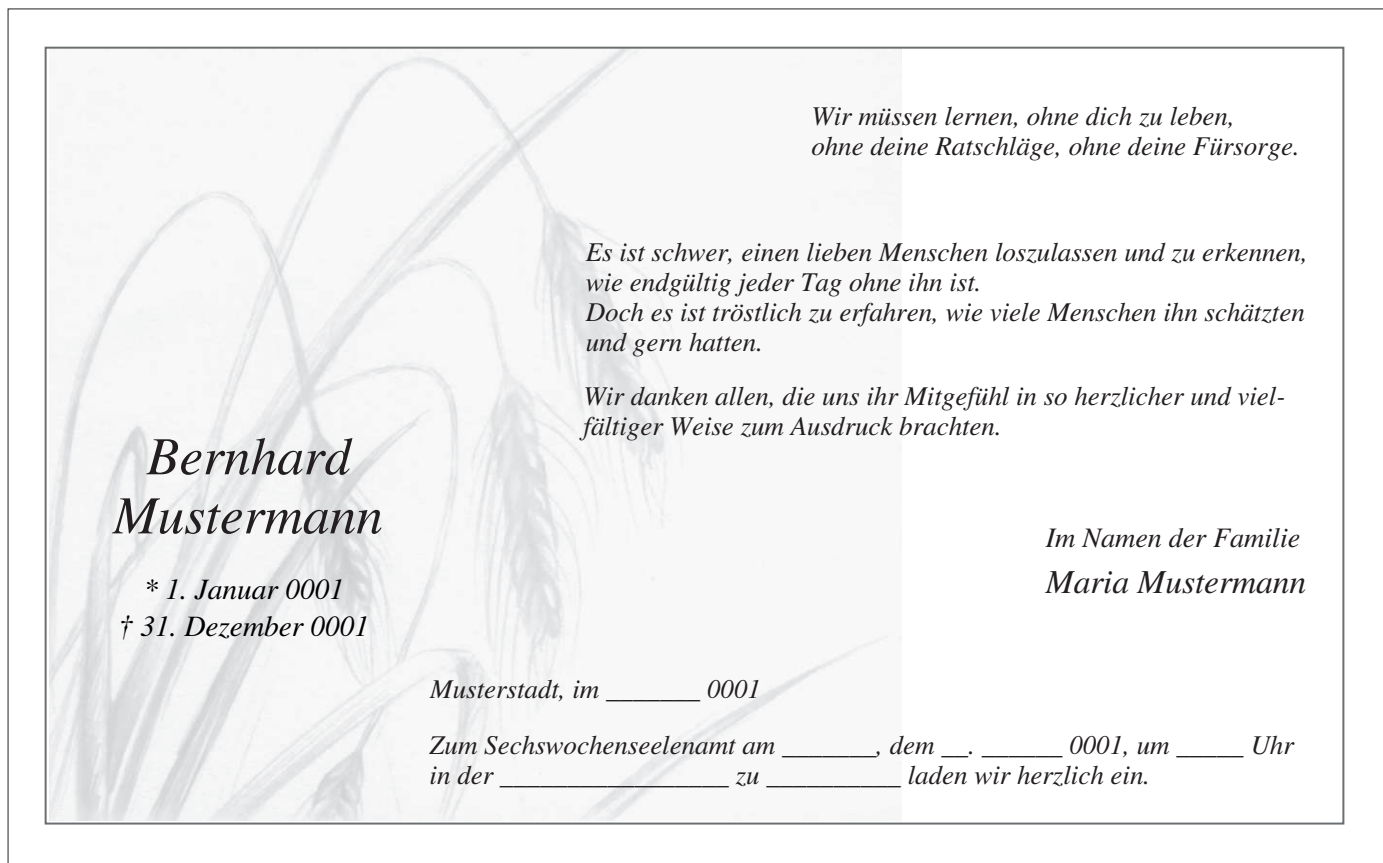 Wir müssen lernen, ohne dich zu leben,
ohne deine Ratschläge, ohne deine Fürsorge.
Es ist schwer, einen lieben Menschen loszulassen und zu erkennen,
wie endgültig jeder Tag ohne ihn ist.
Doch es ist tröstlich zu erfahren, wie viele Menschen ihn schätzten
und gern hatten.
Wir danken allen, die uns ihr Mitgefühl in so herzlicher und viel-
fältiger Weise zum Ausdruck brachten.
Bernhard
Mustermann
* 1. Januar 0001
† 31. Dezember 0001
Im Namen der Familie
Maria Mustermann
Musterstadt, im _______ 0001
Zum Sechswochenseelenamt am _______, dem __. ______ 0001, um _____ Uhr
in der _________________ zu __________ laden wir herzlich ein.